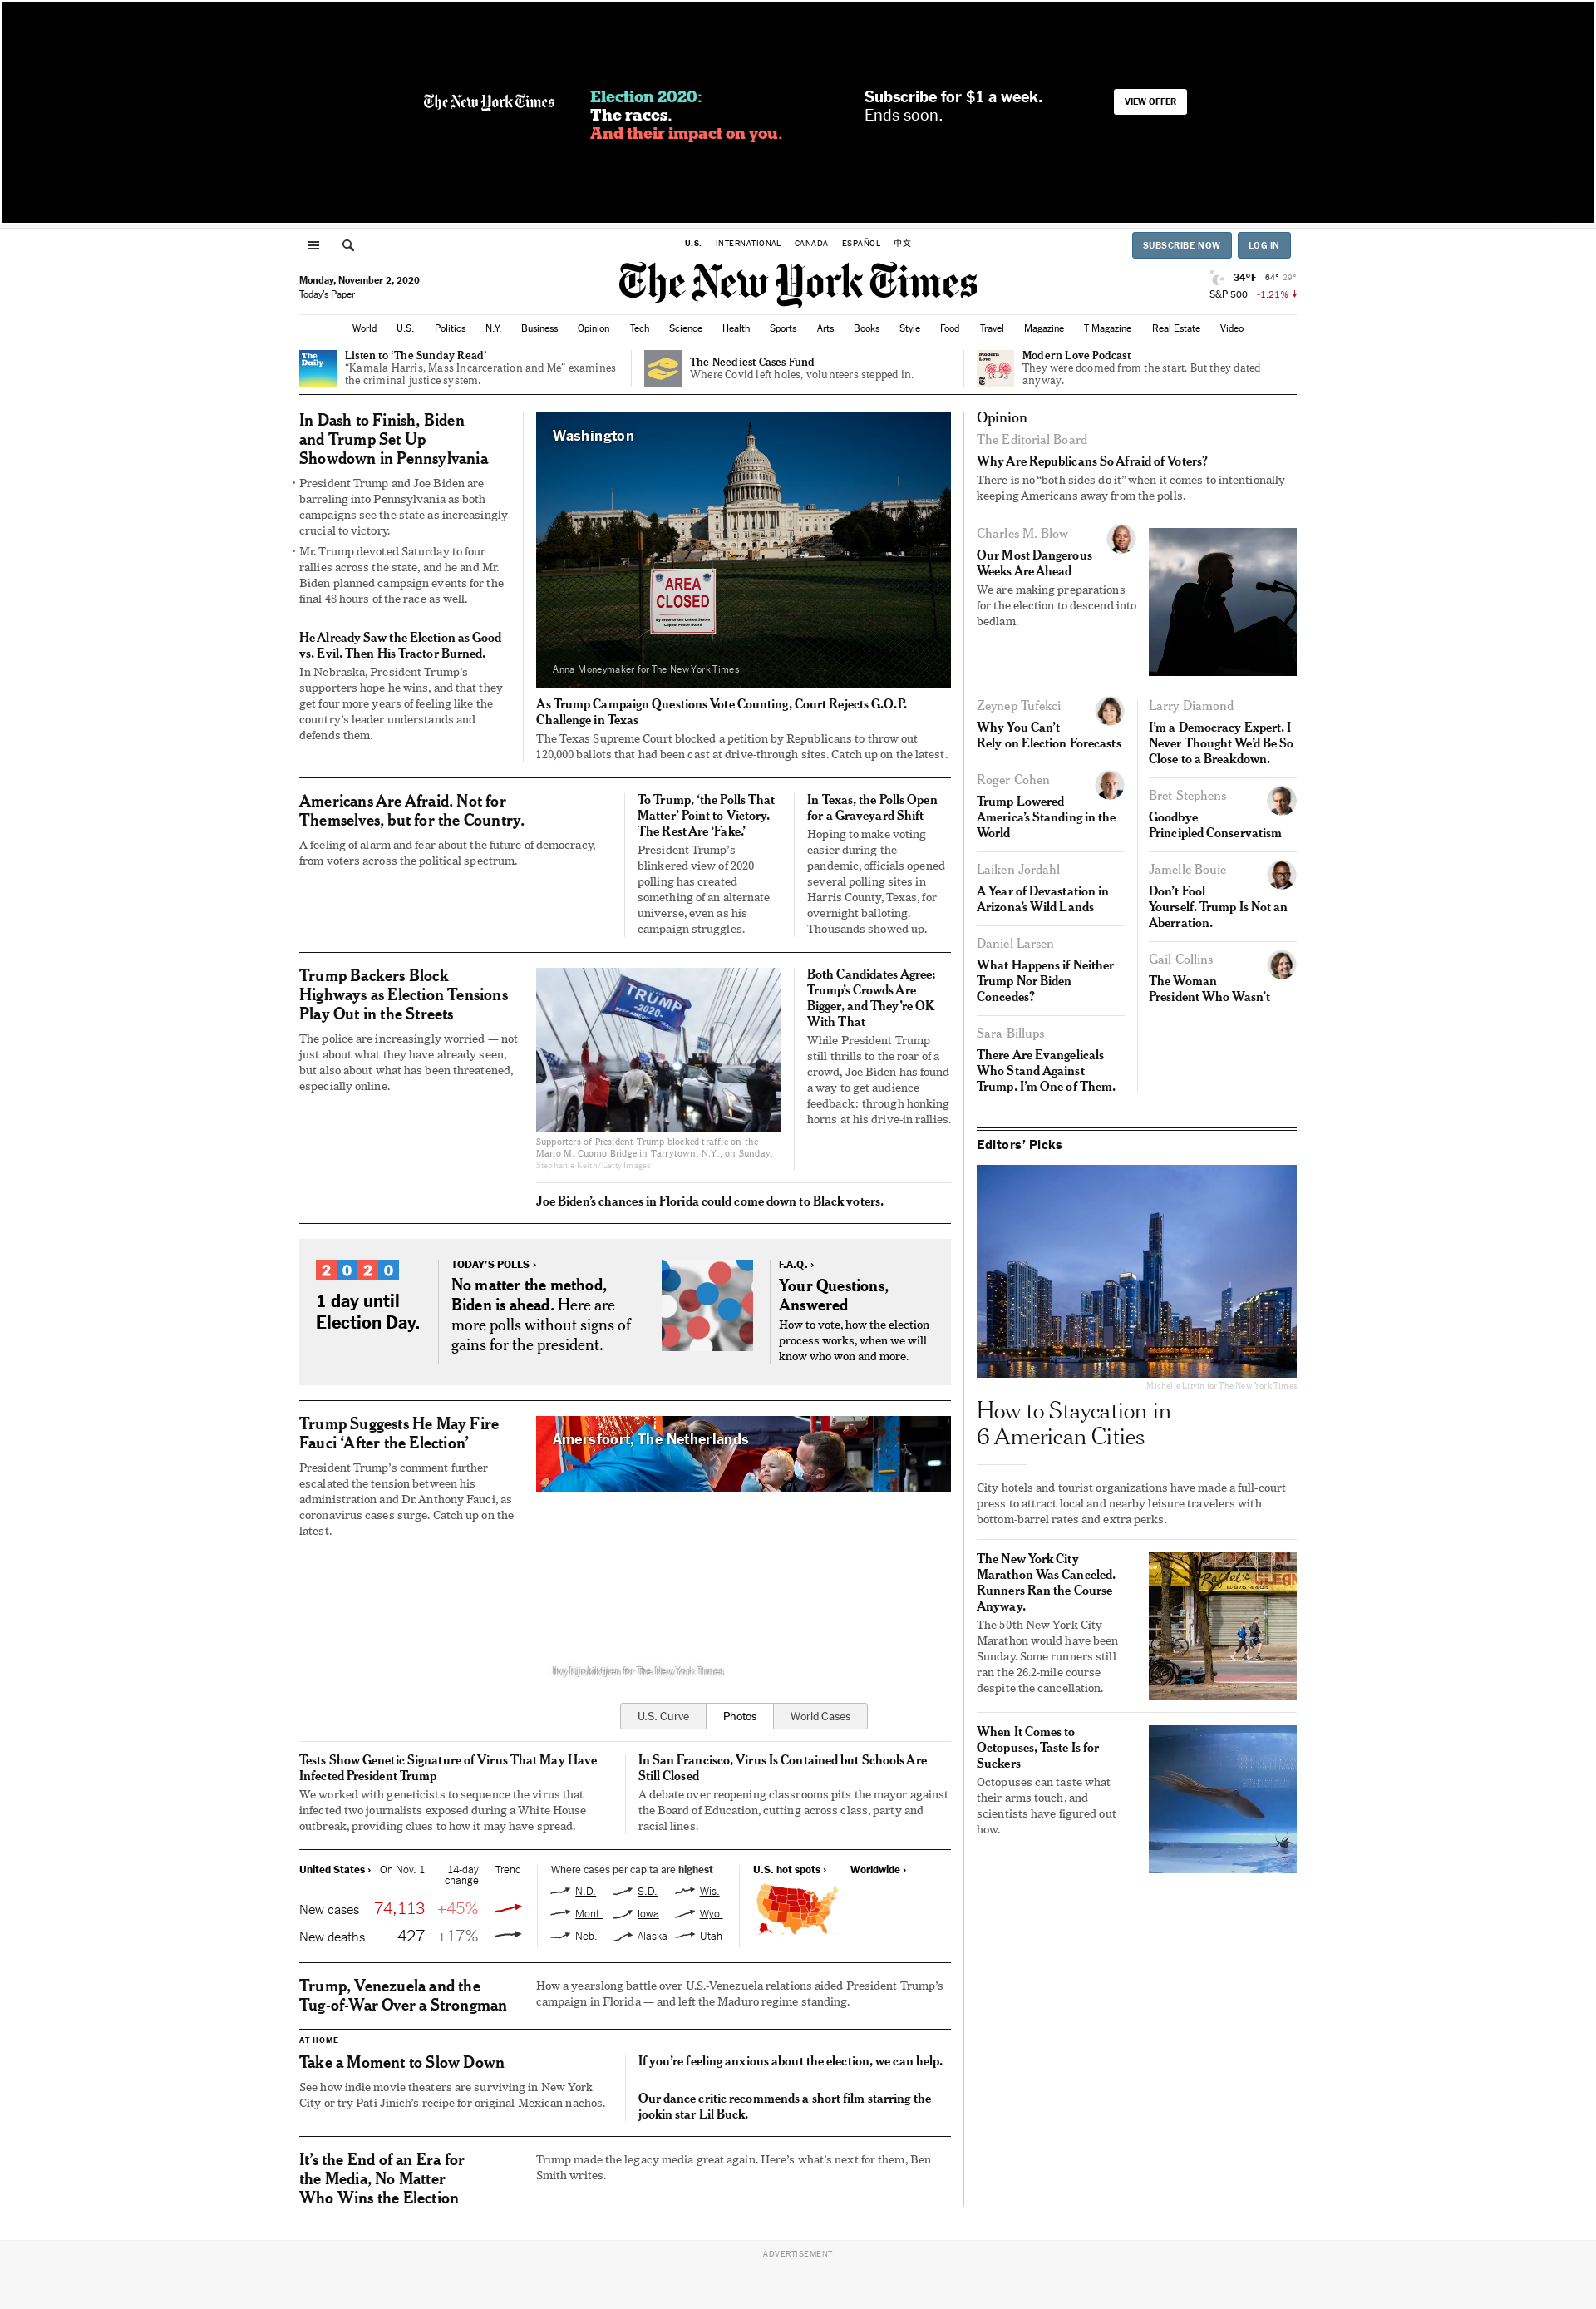 The New York Times
Election 2020:
The races.
And their impact on you.
Subscribe for $1 a week.
Ends soon.
VIEW OFFER
U.S. INTERNATIONAL CANADA ESPAÑOL 中文
SUBSCRIBE NOW LOG IN
Monday, November 2, 2020
Today's Paper
The New York Times
34°F 64° 29°
S&P 500 -1.21%
World U.S. Politics N.Y. Business Opinion Tech Science Health Sports Arts Books Style Food Travel Magazine T Magazine Real Estate Video
The
Daily
Listen to ‘The Sunday Read’
“Kamala Harris, Mass Incarceration and Me” examines
the criminal justice system.
The Neediest Cases Fund
Where Covid left holes, volunteers stepped in.
Modern
Love
Modern Love Podcast
They were doomed from the start. But they dated
anyway.
In Dash to Finish, Biden
and Trump Set Up
Showdown in Pennsylvania
• President Trump and Joe Biden are
barreling into Pennsylvania as both
campaigns see the state as increasingly
crucial to victory.
• Mr. Trump devoted Saturday to four
rallies across the state, and he and Mr.
Biden planned campaign events for the
final 48 hours of the race as well.
He Already Saw the Election as Good
vs. Evil. Then His Tractor Burned.
In Nebraska, President Trump’s
supporters hope he wins, and that they
get four more years of feeling like the
country’s leader understands and
defends them.
Washington
AREA
CLOSED
By order of the United States
Capitol Police Board
Anna Moneymaker for The New York Times
As Trump Campaign Questions Vote Counting, Court Rejects G.O.P.
Challenge in Texas
The Texas Supreme Court blocked a petition by Republicans to throw out
120,000 ballots that had been cast at drive-through sites. Catch up on the latest.
Americans Are Afraid. Not for
Themselves, but for the Country.
A feeling of alarm and fear about the future of democracy,
from voters across the political spectrum.
To Trump, ‘the Polls That
Matter’ Point to Victory.
The Rest Are ‘Fake.’
President Trump’s
blinkered view of 2020
polling has created
something of an alternate
universe, even as his
campaign struggles.
In Texas, the Polls Open
for a Graveyard Shift
Hoping to make voting
easier during the
pandemic, officials opened
several polling sites in
Harris County, Texas, for
overnight balloting.
Thousands showed up.
Trump Backers Block
Highways as Election Tensions
Play Out in the Streets
The police are increasingly worried — not
just about what they have already seen,
but also about what has been threatened,
especially online.
TRUMP
2020
Supporters of President Trump blocked traffic on the
Mario M. Cuomo Bridge in Tarrytown, N.Y., on Sunday.
Stephanie Keith/Getty Images
Both Candidates Agree:
Trump’s Crowds Are
Bigger, and They’re OK
With That
While President Trump
still thrills to the roar of a
crowd, Joe Biden has found
a way to get audience
feedback: through honking
horns at his drive-in rallies.
Joe Biden’s chances in Florida could come down to Black voters.
2020
1 day until
Election Day.
TODAY’S POLLS ›
No matter the method,
Biden is ahead. Here are
more polls without signs of
gains for the president.
F.A.Q. ›
Your Questions,
Answered
How to vote, how the election
process works, when we will
know who won and more.
Trump Suggests He May Fire
Fauci ‘After the Election’
President Trump’s comment further
escalated the tension between his
administration and Dr. Anthony Fauci, as
coronavirus cases surge. Catch up on the
latest.
Amersfoort, The Netherlands
for The New York Times
U.S. Curve Photos World Cases
Tests Show Genetic Signature of Virus That May Have
Infected President Trump
We worked with geneticists to sequence the virus that
infected two journalists exposed during a White House
outbreak, providing clues to how it may have spread.
In San Francisco, Virus Is Contained but Schools Are
Still Closed
A debate over reopening classrooms pits the mayor against
the Board of Education, cutting across class, party and
racial lines.
United States › On Nov. 1 14-day change Trend
New cases 74,113 +45%
New deaths 427 +17%
Where cases per capita are highest
N.D. S.D. Wis.
Mont. Iowa Wyo.
Neb. Alaska Utah
U.S. hot spots › Worldwide ›
Trump, Venezuela and the
Tug-of-War Over a Strongman
How a yearslong battle over U.S.-Venezuela relations aided President Trump’s
campaign in Florida — and left the Maduro regime standing.
AT HOME
Take a Moment to Slow Down
See how indie movie theaters are surviving in New York
City or try Pati Jinich’s recipe for original Mexican nachos.
If you’re feeling anxious about the election, we can help.
Our dance critic recommends a short film starring the
jookin star Lil Buck.
It’s the End of an Era for
the Media, No Matter
Who Wins the Election
Trump made the legacy media great again. Here’s what’s next for them, Ben
Smith writes.
Opinion
The Editorial Board
Why Are Republicans So Afraid of Voters?
There is no “both sides do it” when it comes to intentionally
keeping Americans away from the polls.
Charles M. Blow
Our Most Dangerous
Weeks Are Ahead
We are making preparations
for the election to descend into
bedlam.
Zeynep Tufekci
Why You Can’t
Rely on Election Forecasts
Roger Cohen
Trump Lowered
America’s Standing in the
World
Laiken Jordahl
A Year of Devastation in
Arizona’s Wild Lands
Daniel Larsen
What Happens if Neither
Trump Nor Biden
Concedes?
Sara Billups
There Are Evangelicals
Who Stand Against
Trump. I’m One of Them.
Larry Diamond
I’m a Democracy Expert. I
Never Thought We’d Be So
Close to a Breakdown.
Bret Stephens
Goodbye
Principled Conservatism
Jamelle Bouie
Don’t Fool
Yourself. Trump Is Not an
Aberration.
Gail Collins
The Woman
President Who Wasn’t
Editors’ Picks
Michelle Litvin for The New York Times
How to Staycation in
6 American Cities
City hotels and tourist organizations have made a full-court
press to attract local and nearby leisure travelers with
bottom-barrel rates and extra perks.
The New York City
Marathon Was Canceled.
Runners Ran the Course
Anyway.
The 50th New York City
Marathon would have been
Sunday. Some runners still
ran the 26.2-mile course
despite the cancellation.
When It Comes to
Octopuses, Taste Is for
Suckers
Octopuses can taste what
their arms touch, and
scientists have figured out
how.
ADVERTISEMENT